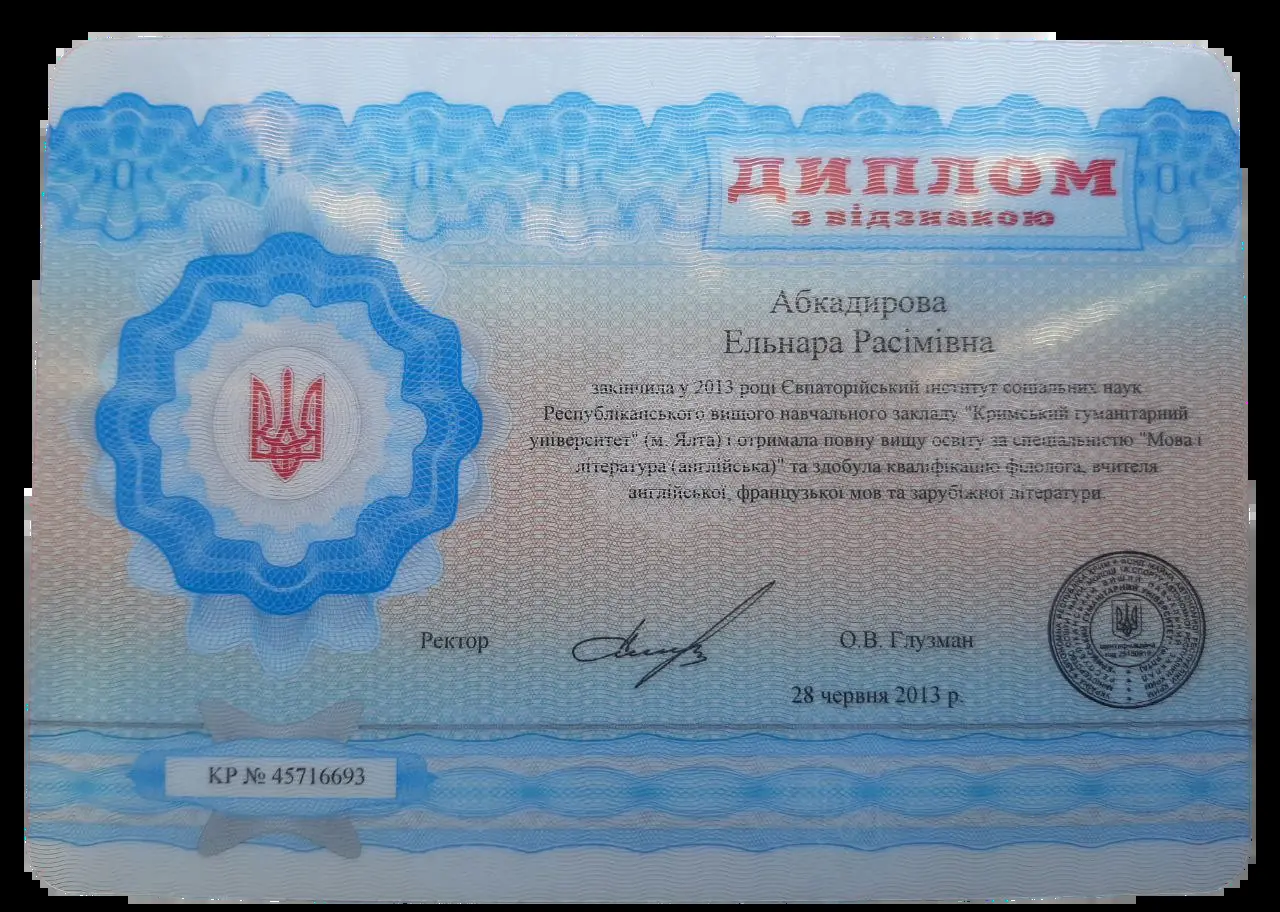 ДИПЛОМ
з відзнакою
Абкадирова
Ельнара Расімівна
закінчила у 2013 році Євпаторійський інститут соціальних наук
Республіканського вищого навчального закладу "Кримський гуманітарний
університет" (м. Ялта) і отримала повну вищу освіту за спеціальністю "Мова і
література (англійська)" та здобула кваліфікацію філолога, вчителя
англійської, французької мов та зарубіжної літератури.
Ректор
О.В. Глузман
28 червня 2013 р.
КР № 45716693